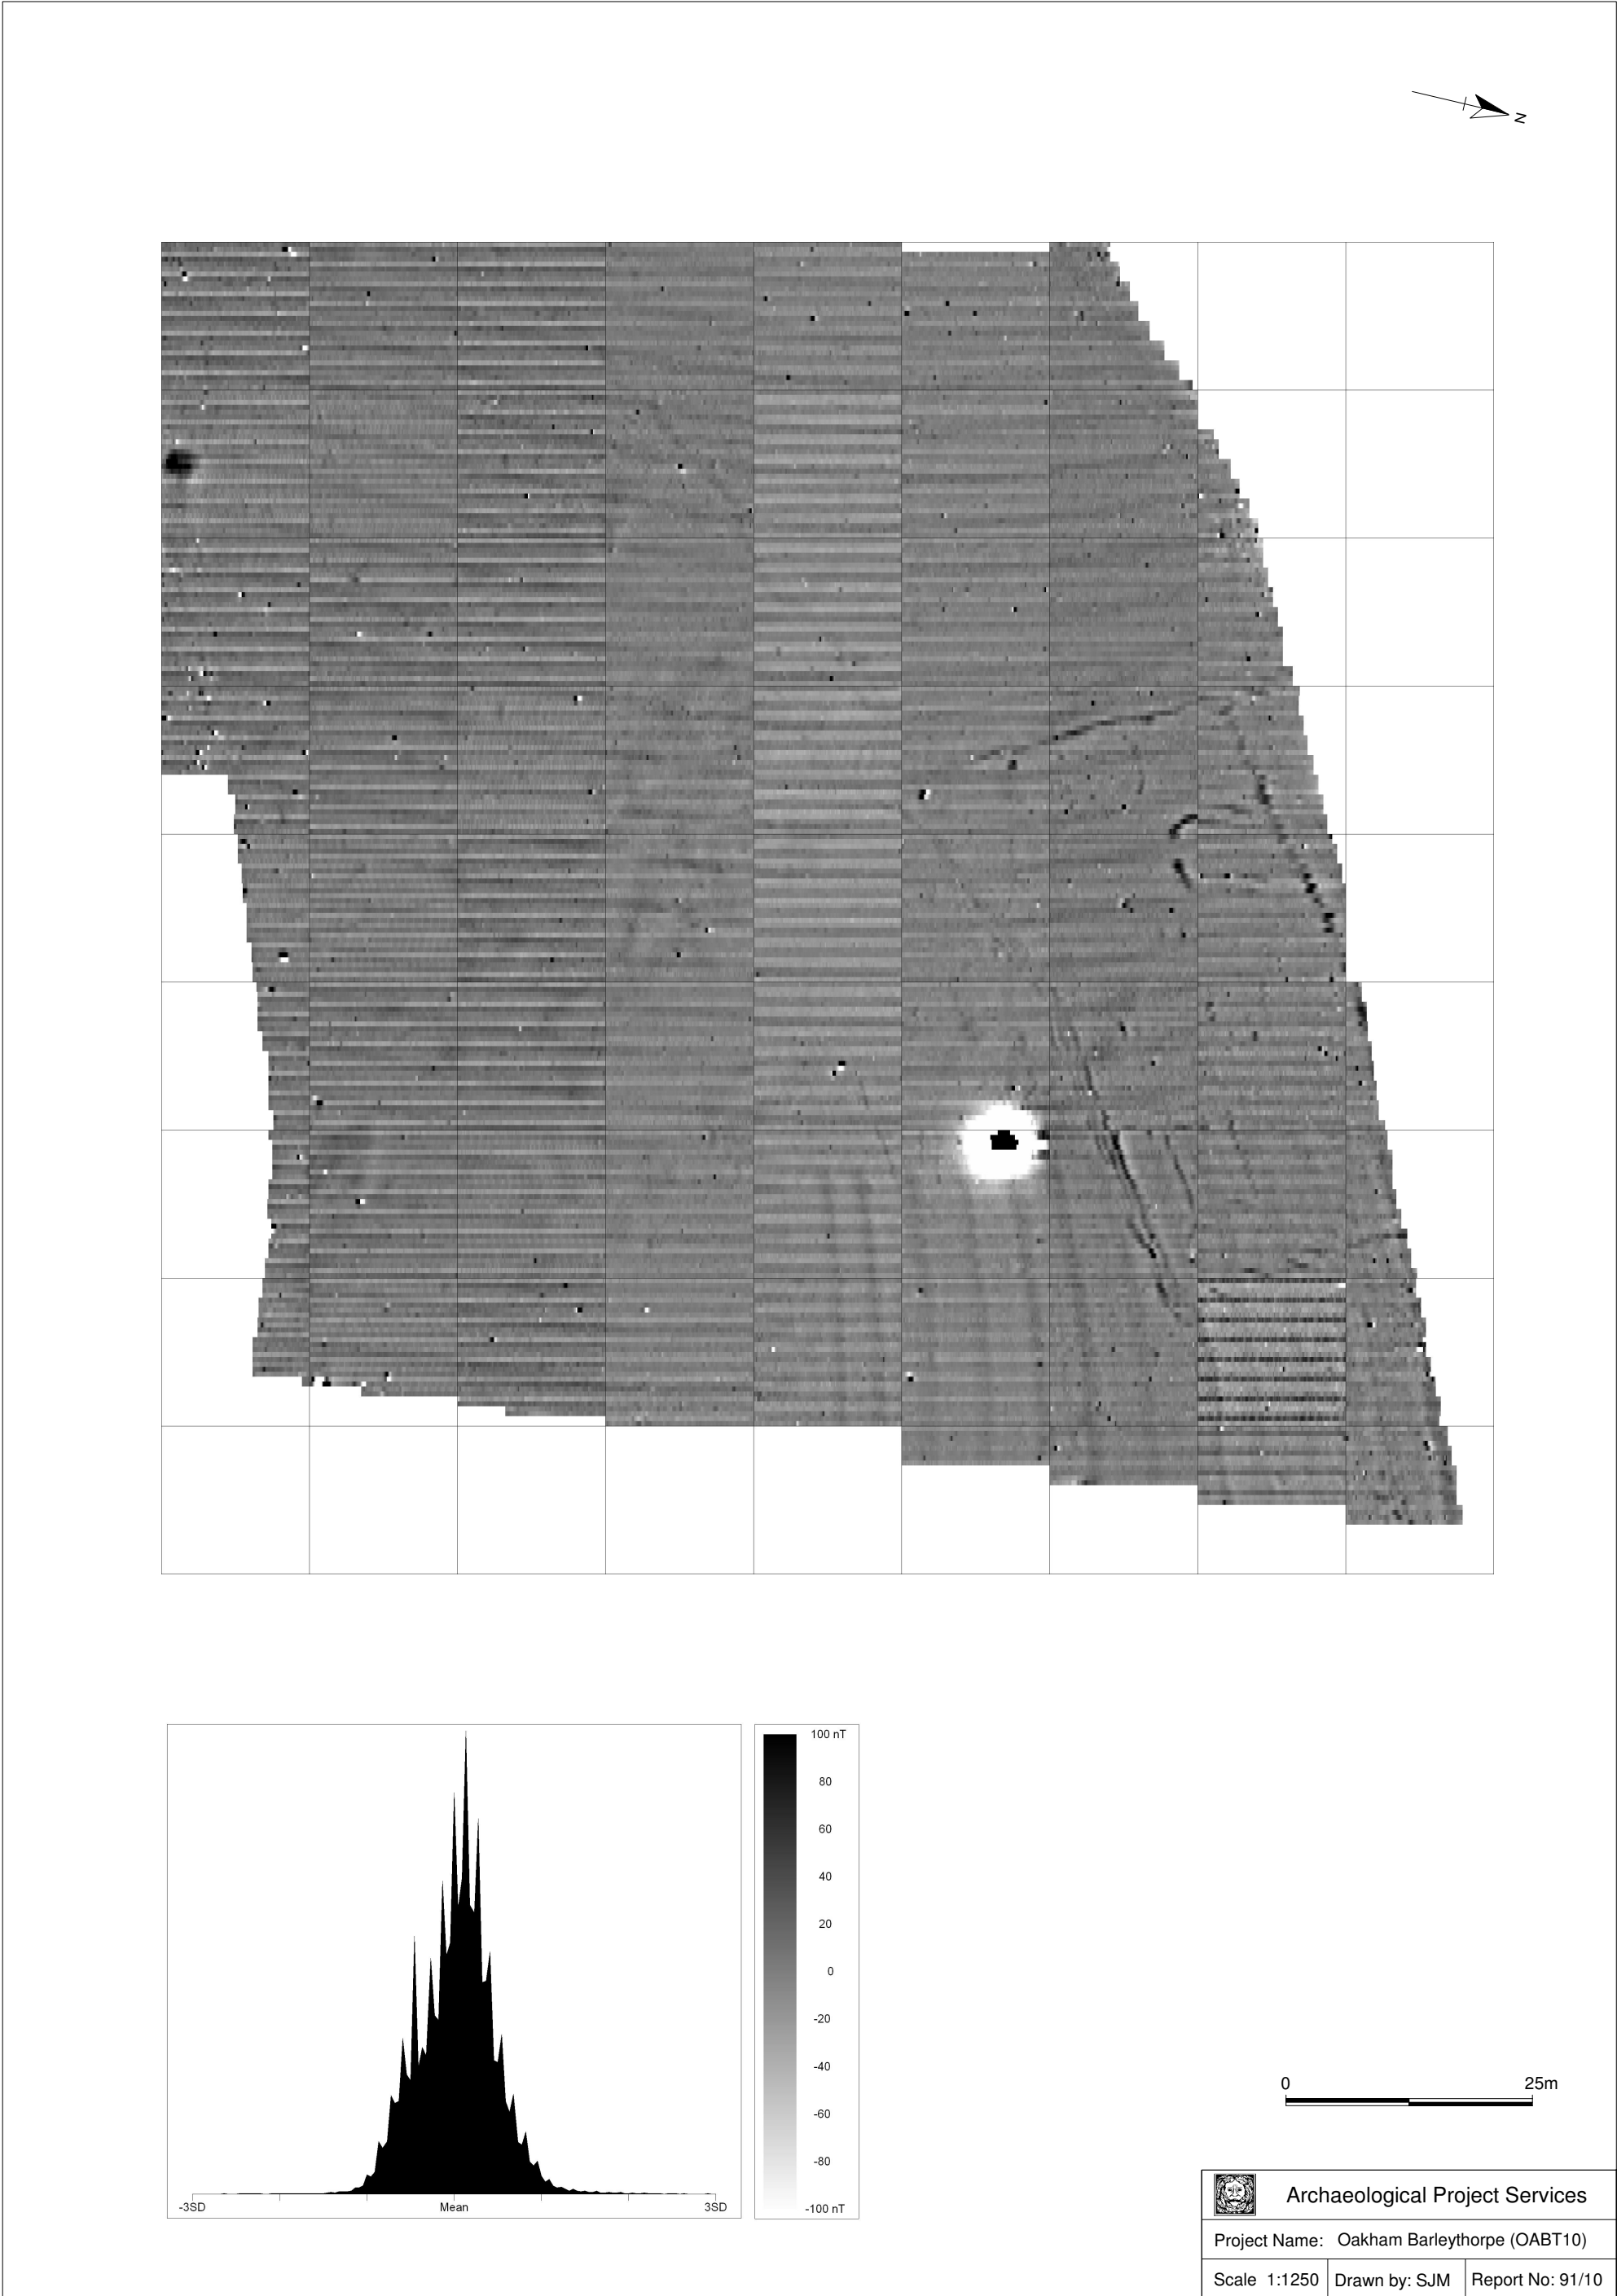 N
100 nT
80
60
40
20
0
-20
-40
-60
-80
-100 nT
-3SD Mean 3SD
0 25m
Archaeological Project Services
Project Name: Oakham Barleythorpe (OABT10)
Scale 1:1250 Drawn by: SJM Report No: 91/10